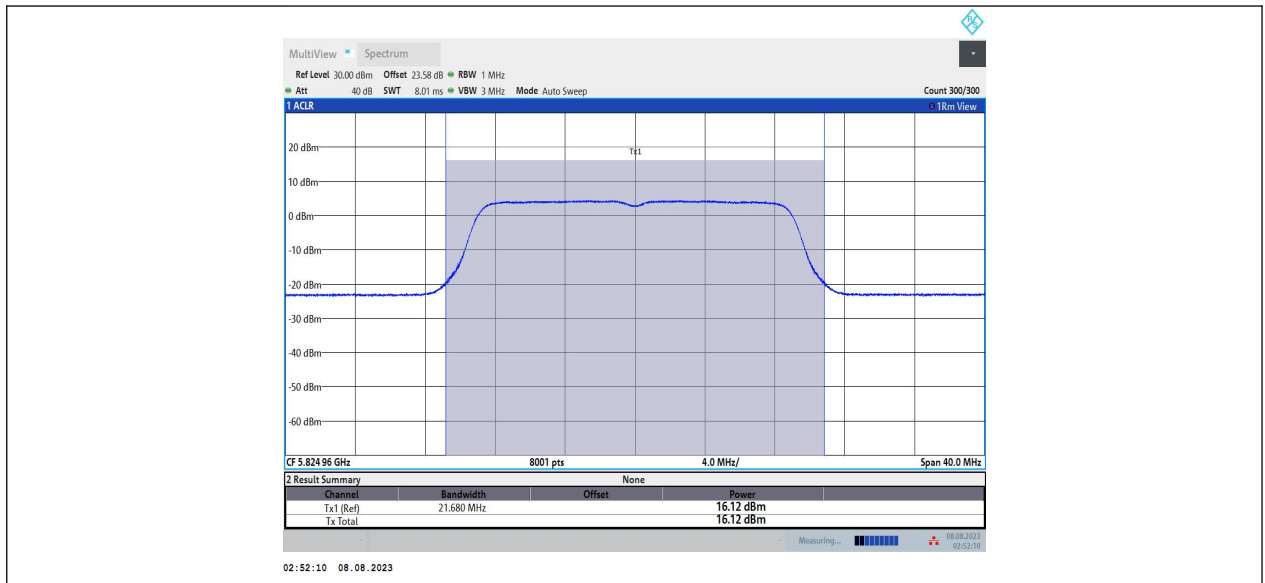 R S
MultiView Spectrum
Ref Level 30.00 dBm Offset 23.58 dB RBW 1 MHz
Att 40 dB SWT 8.01 ms VBW 3 MHz Mode Auto Sweep Count 300/300
1 ACLR 1Rm View
20 dBm
Tx1
10 dBm
0 dBm
-10 dBm
-20 dBm
-30 dBm
-40 dBm
-50 dBm
-60 dBm
CF 5.824 96 GHz 8001 pts 4.0 MHz/ Span 40.0 MHz
2 Result Summary None
Channel Bandwidth Offset Power
Tx1 (Ref) 21.680 MHz 16.12 dBm
Tx Total 16.12 dBm
- - Measuring... 08.08.2023
02:52:10
02:52:10 08.08.2023